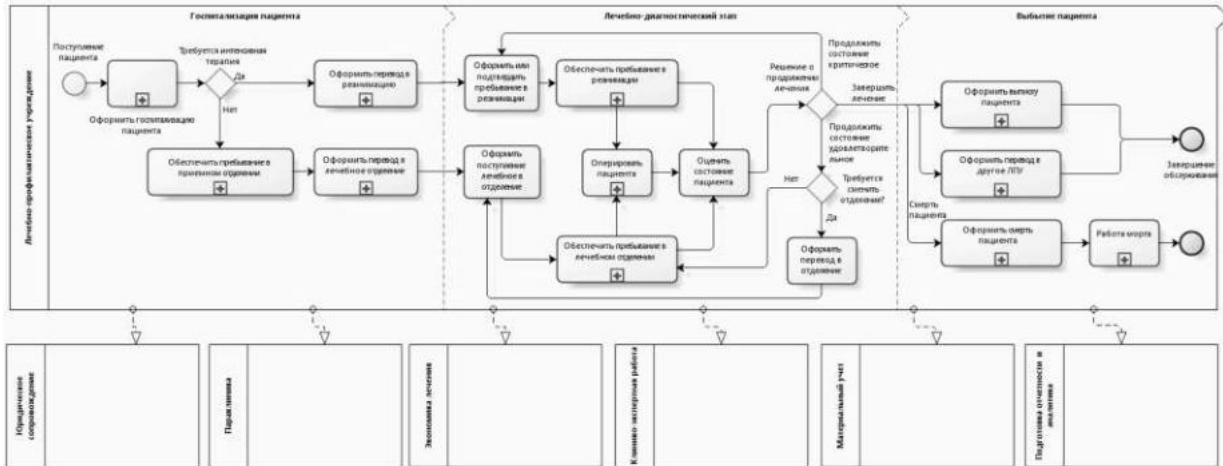 Госпитализация пациента
Лечебно-диагностический этап
Выбытие пациента
Лечебно-профилактическое учреждение
Поступление
пациента
Требуется интенсивная
терапия
Да
Нет
Оформить госпитализацию
пациента
Оформить перевод в
реанимацию
Обеспечить пребывание в
приемном отделении
Оформить перевод в
лечебное отделение
Оформить или
подтвердить
пребывание в
реанимации
Обеспечить пребывание в
реанимации
Оформить
поступление
лечебное в
отделение
Оперировать
пациента
Оценить
состояние
пациента
Обеспечить пребывание в
лечебном отделении
Решение о
продолжении
лечения
Продолжить
состояние
критическое
Завершить
лечение
Продолжить:
состояние
удовлетворитель-
ное
Нет
Требуется
сменить
отделение?
Да
Оформить
перевод в
отделение
Оформить выписку
пациента
Оформить перевод в
другое ЛПУ
Завершение
обслуживание
Смерть
пациента
Оформить смерть
пациента
Работа морга
Юридическое
сопровождение
Параклиника
Экономика лечения
Клинико-экспертная работа
Материальный учет
Подготовка отчетности и
аналитика